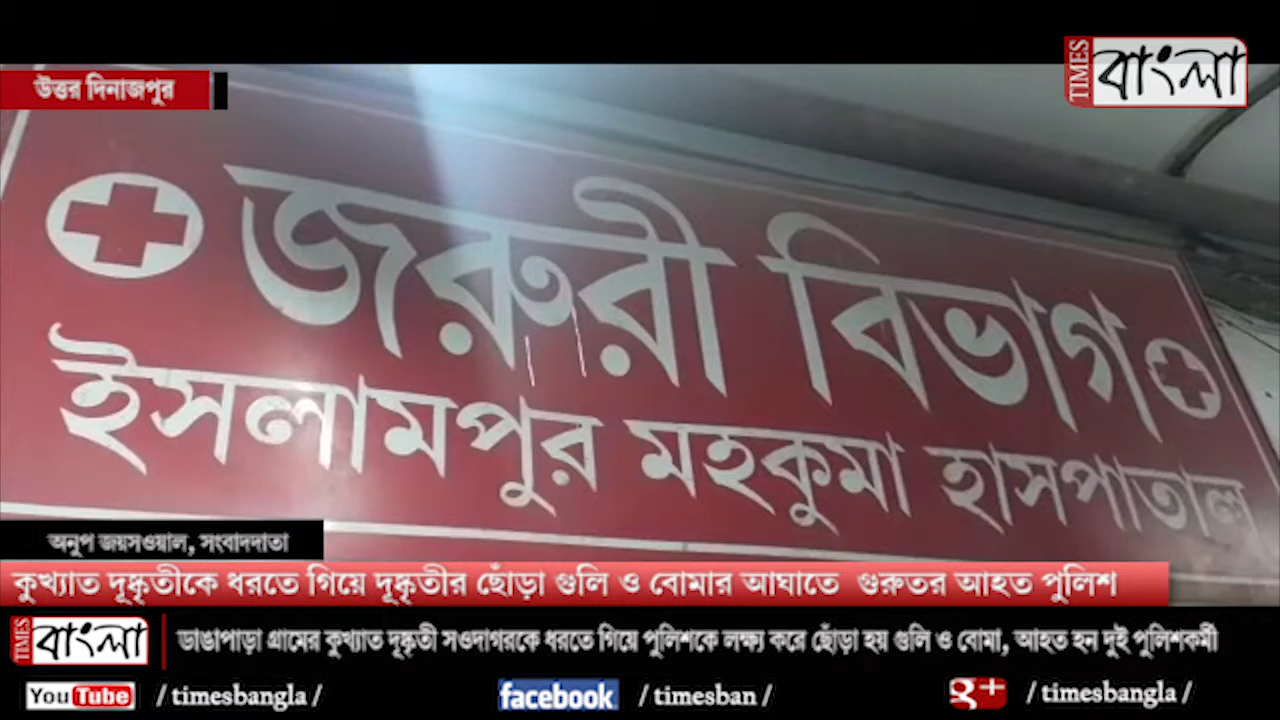 উত্তর দিনাজপুর
TIMES বাংলা
জরুরী বিভাগ
ইসলামপুর মহকুমা হাসপাতাল
অনুপ জয়সওয়াল, সংবাদদাতা
কুখ্যাত দূষ্কৃতীকে ধরতে গিয়ে দূষ্কৃতীর ছোঁড়া গুলি ও বোমার আঘাতে গুরুতর আহত পুলিশ
TIMES বাংলা
ডাঙাপাড়া গ্রামের কুখ্যাত দূষ্কৃতী সওদাগরকে ধরতে গিয়ে পুলিশকে লক্ষ্য করে ছোঁড়া হয় গুলি ও বোমা, আহত হন দুই পুলিশকর্মী
YouTube / timesbangla / facebook / timesban / g+ / timesbangla /